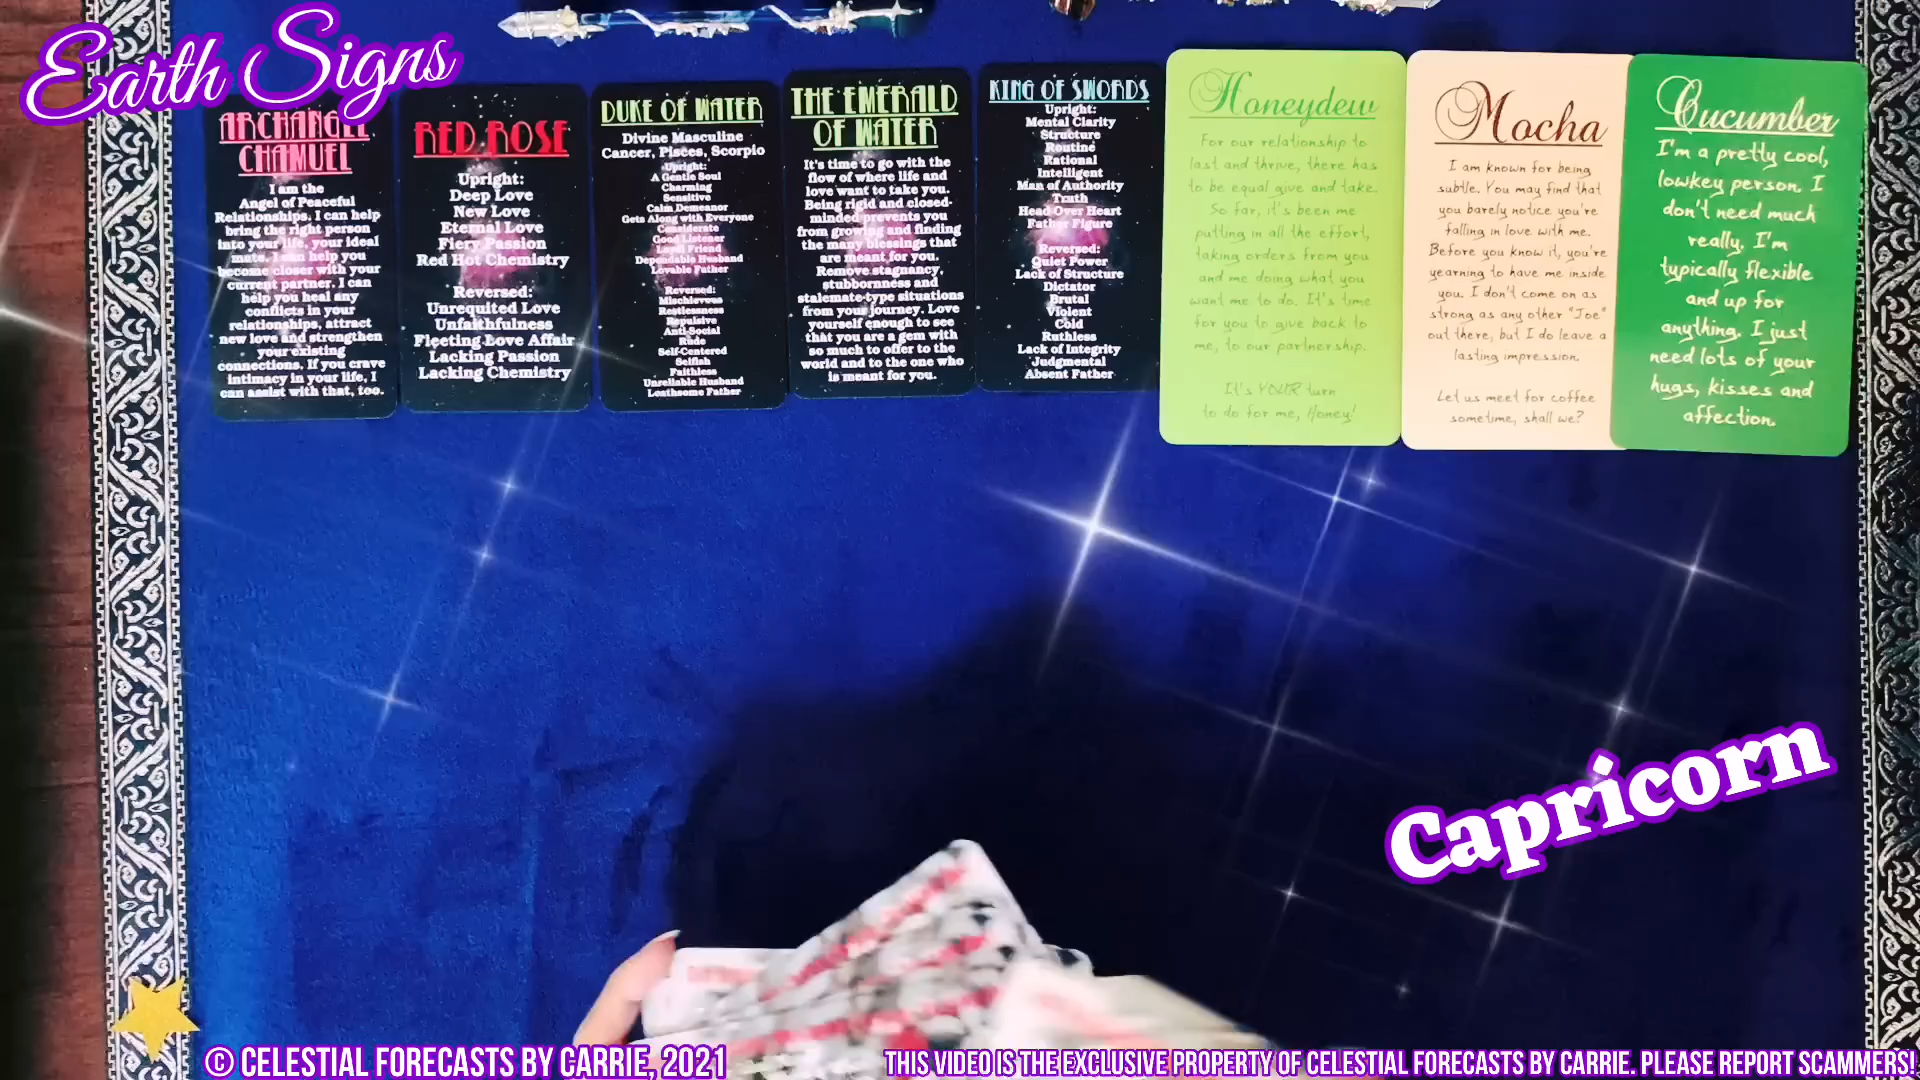 Earth Signs
ARCHANGEL
CHAMUEL
I am the
Angel of Peaceful
Relationships. I can help
bring the right person
into your life, your ideal
mate. I can help you
become closer with your
current partner. I can
help you heal any
conflicts in your
relationships, attract
new love and strengthen
your existing
connections. If you crave
intimacy in your life, I
can assist with that, too.
RED ROSE
Upright:
Deep Love
New Love
Eternal Love
Fiery Passion
Red Hot Chemistry
Reversed:
Unrequited Love
Unfaithfulness
Fleeting Love Affair
Lacking Passion
Lacking Chemistry
DUKE OF WATER
Divine Masculine
Cancer, Pisces, Scorpio
Upright:
A Gentle Soul
Charming
Sensitive
Calm Demeanor
Gets Along with Everyone
Considerate
Good Listener
Loyal Friend
Dependable Husband
Lovable Father
Reversed:
Mischievous
Restlessness
Repulsive
Anti-Social
Rude
Self-Centered
Selfish
Faithless
Unreliable Husband
Loathsome Father
THE EMERALD
OF WATER
It's time to go with the
flow of where life and
love want to take you.
Being rigid and closed-
minded prevents you
from growing and finding
the many blessings that
are meant for you.
Remove stagnancy,
stubbornness and
stalemate-type situations
from your journey. Love
yourself enough to see
that you are a gem with
so much to offer to the
world and to the one who
is meant for you.
KING OF SWORDS
Upright:
Mental Clarity
Structure
Routine
Rational
Intelligent
Man of Authority
Truth
Head Over Heart
Father Figure
Reversed:
Quiet Power
Lack of Structure
Dictator
Brutal
Violent
Cold
Ruthless
Lack of Integrity
Judgmental
Absent Father
Honeydew
For our relationship to
last and thrive, there has
to be equal give and take.
So far, it's been me
putting in all the effort,
taking orders from you
and me doing what you
want me to do. It's time
for you to give back to
me, to our partnership.
It's YOUR turn
to do for me, Honey!
Mocha
I am known for being
subtle. You may find that
you barely notice you're
falling in love with me.
Before you know it, you're
yearning to have me inside
you. I don't come on as
strong as any other "Joe"
out there, but I do leave a
lasting impression.
Let us meet for coffee
sometime, shall we?
Cucumber
I'm a pretty cool,
lowkey person. I
don't need much
really. I'm
typically flexible
and up for
anything. I just
need lots of your
hugs, kisses and
affection.
Capricorn
© CELESTIAL FORECASTS BY CARRIE, 2021
THIS VIDEO IS THE EXCLUSIVE PROPERTY OF CELESTIAL FORECASTS BY CARRIE. PLEASE REPORT SCAMMERS!